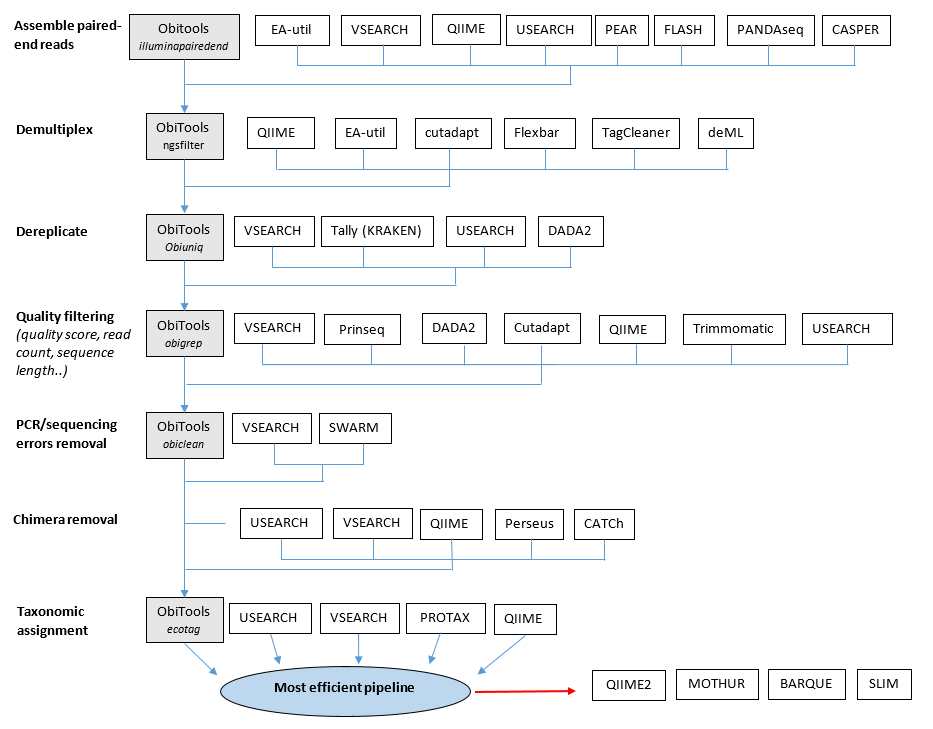 Assemble paired-
end reads
Obitools
illuminapairedend
EA-util
VSEARCH
QIIME
USEARCH
PEAR
FLASH
PANDAseq
CASPER
Demultiplex
ObiTools
ngsfilter
QIIME
EA-util
cutadapt
Flexbar
TagCleaner
deML
Dereplicate
ObiTools
Obiuniq
VSEARCH
Tally (KRAKEN)
USEARCH
DADA2
Quality filtering
(quality score, read
count, sequence
length..)
ObiTools
obigrep
VSEARCH
Prinseq
DADA2
Cutadapt
QIIME
Trimmomatic
USEARCH
PCR/sequencing
errors removal
ObiTools
obiclean
VSEARCH
SWARM
Chimera removal
USEARCH
VSEARCH
QIIME
Perseus
CATCh
Taxonomic
assignment
ObiTools
ecotag
USEARCH
VSEARCH
PROTAX
QIIME
Most efficient pipeline
QIIME2
MOTHUR
BARQUE
SLIM